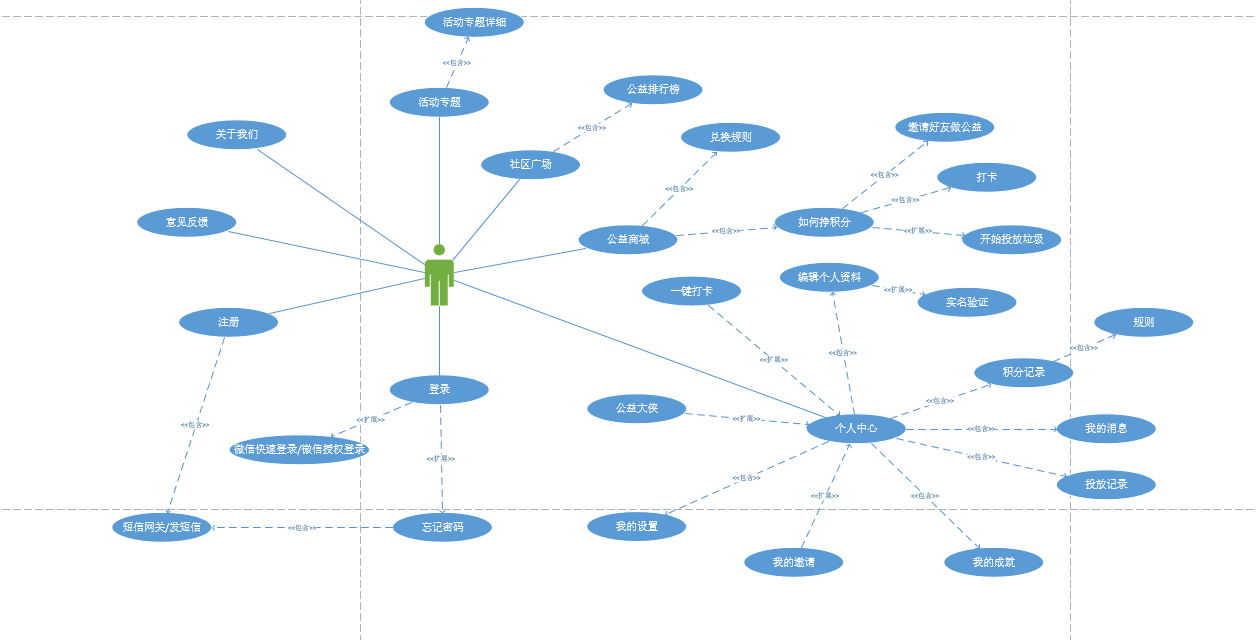 活动专题详细
<<包含>>
活动专题
公益排行榜
<<包含>>
社区广场
关于我们
兑换规则
<<包含>>
邀请好友做公益
<<包含>>
打卡
<<包含>>
意见反馈
公益商城
<<包含>>
如何挣积分
<<扩展>>
开始投放垃圾
编辑个人资料
<<扩展>>
实名验证
一键打卡
<<扩展>>
<<包含>>
注册
规则
<<包含>>
积分记录
<<包含>>
登录
<<扩展>>
微信快速登录/微信授权登录
<<扩展>>
<<包含>>
公益大侠
<<扩展>>
个人中心
<<包含>>
我的消息
<<包含>>
投放记录
<<包含>>
我的设置
<<扩展>>
我的邀请
<<包含>>
我的成就
短信网关/发短信
<<包含>>
忘记密码